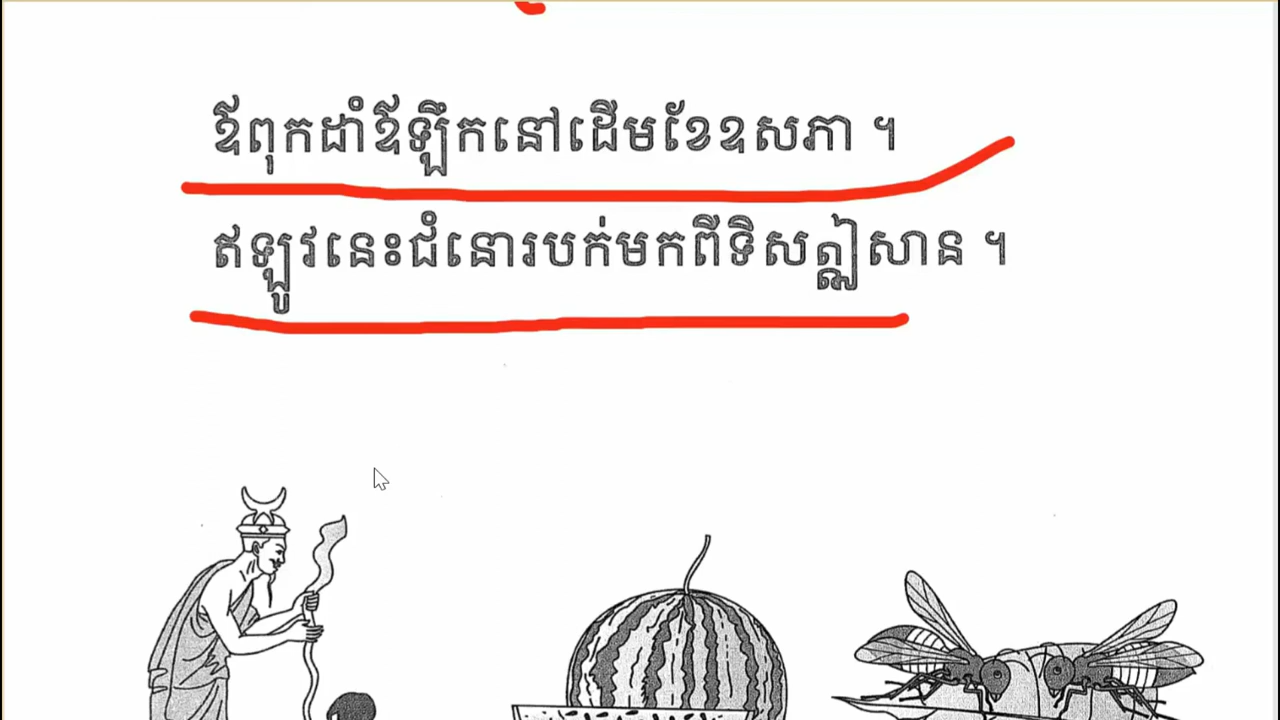 ឪពុកដាំឪឡឹកនៅដើមខែឧសភា ។
ឥឡូវនេះជំនោរបក់មកពីទិសឦសាន ។